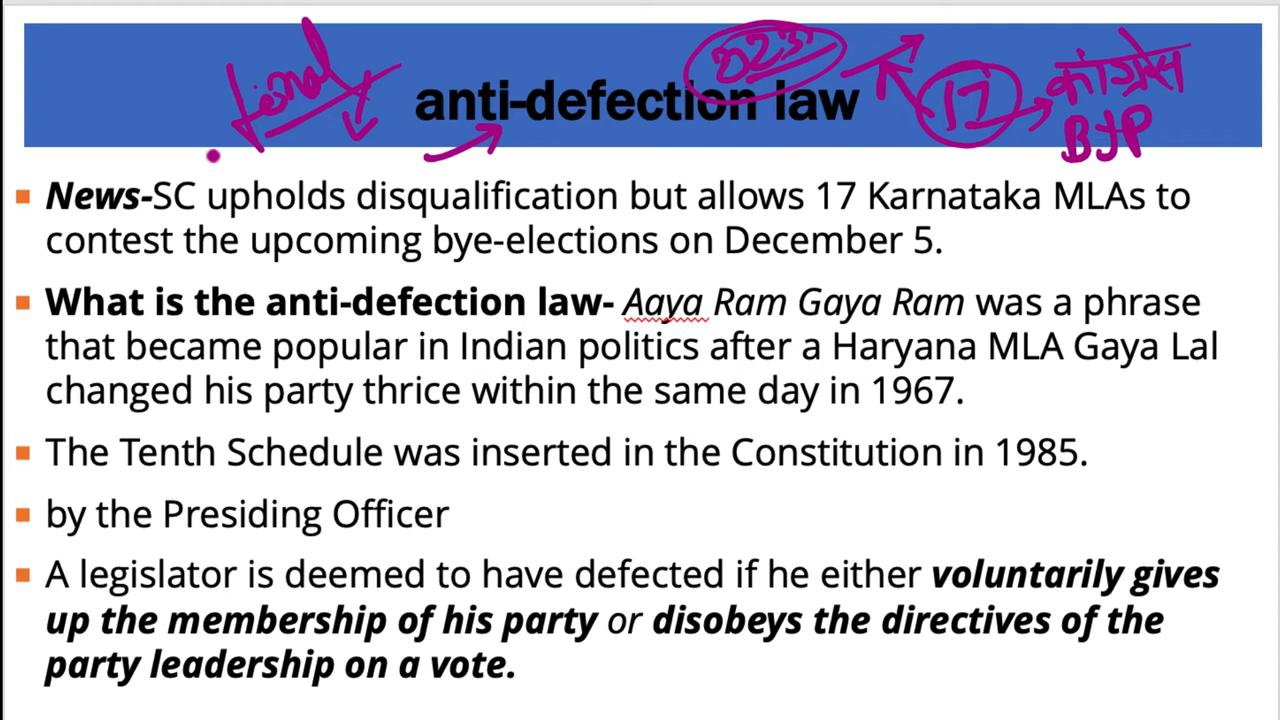 final
2023
17
कांग्रेस
BJP
anti-defection law
News-SC upholds disqualification but allows 17 Karnataka MLAs to
contest the upcoming bye-elections on December 5.
What is the anti-defection law- Aaya Ram Gaya Ram was a phrase
that became popular in Indian politics after a Haryana MLA Gaya Lal
changed his party thrice within the same day in 1967.
The Tenth Schedule was inserted in the Constitution in 1985.
by the Presiding Officer
A legislator is deemed to have defected if he either voluntarily gives
up the membership of his party or disobeys the directives of the
party leadership on a vote.